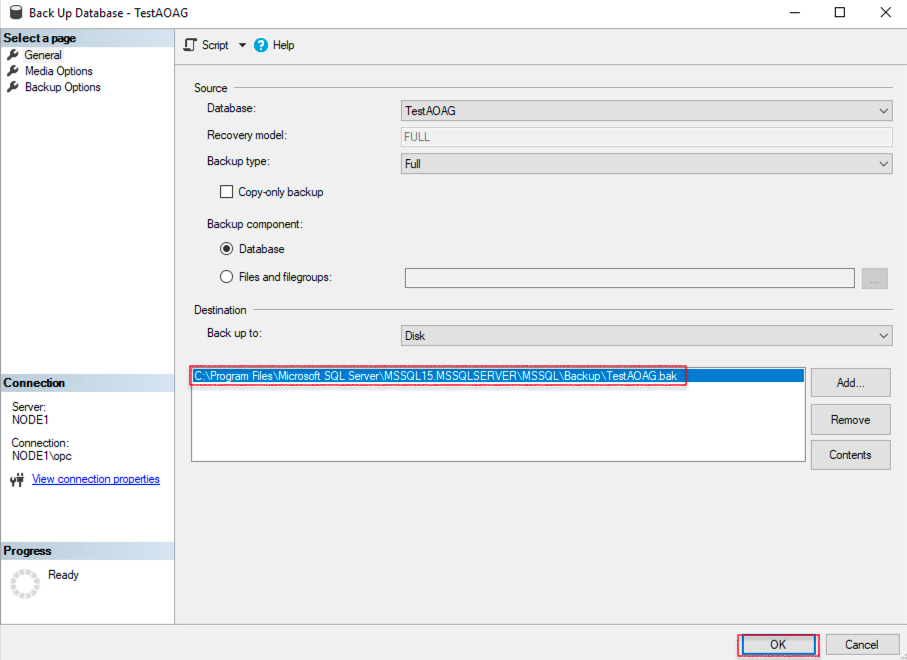 Back Up Database - TestAOAG
Select a page
General
Media Options
Backup Options
Script
Help
Source
Database:
TestAOAG
Recovery model:
FULL
Backup type:
Full
Copy-only backup
Backup component:
Database
Files and filegroups:
...
Destination
Back up to:
Disk
C:\Program Files\Microsoft SQL Server\MSSQL15.MSSQLSERVER\MSSQL\Backup\TestAOAG.bak
Add...
Remove
Contents
Connection
Server:
NODE1
Connection:
NODE1\opc
View connection properties
Progress
Ready
OK
Cancel